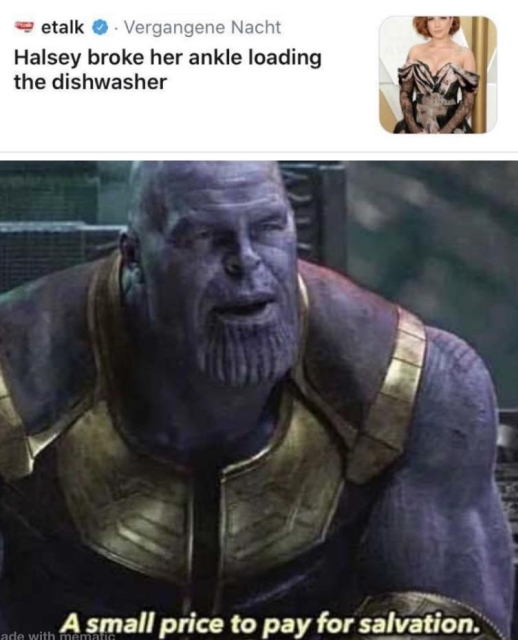 etalk · Vergangene Nacht
Halsey broke her ankle loading
the dishwasher
A small price to pay for salvation.
ade with mematic